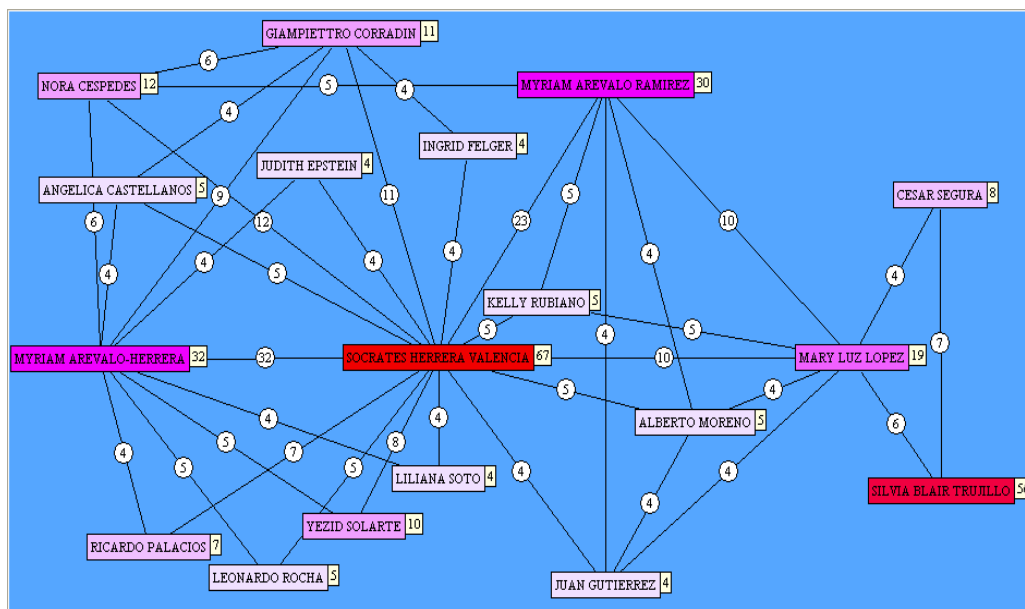 GIAMPIETTRO CORRADIN 11
6
NORA CESPEDES 12
5
4
4
MYRIAM AREVALO RAMIREZ 30
INGRID FELGER 4
JUDITH EPSTEIN 4
ANGELICA CASTELLANOS 5
9
11
5
CESAR SEGURA 8
6
12
23
10
4
4
4
4
4
5
4
KELLY RUBIANO 5
5
5
4
7
MYRIAM AREVALO-HERRERA 32
32
SOCRATES HERRERA VALENCIA 67
10
MARY LUZ LOPEZ 19
5
4
4
4
ALBERTO MORENO 5
6
4
5
8
7
5
5
4
4
4
LILIANA SOTO 4
SILVIA BLAIR TRUJILLO
YEZID SOLARTE 10
RICARDO PALACIOS 7
LEONARDO ROCHA 5
JUAN GUTIERREZ 4